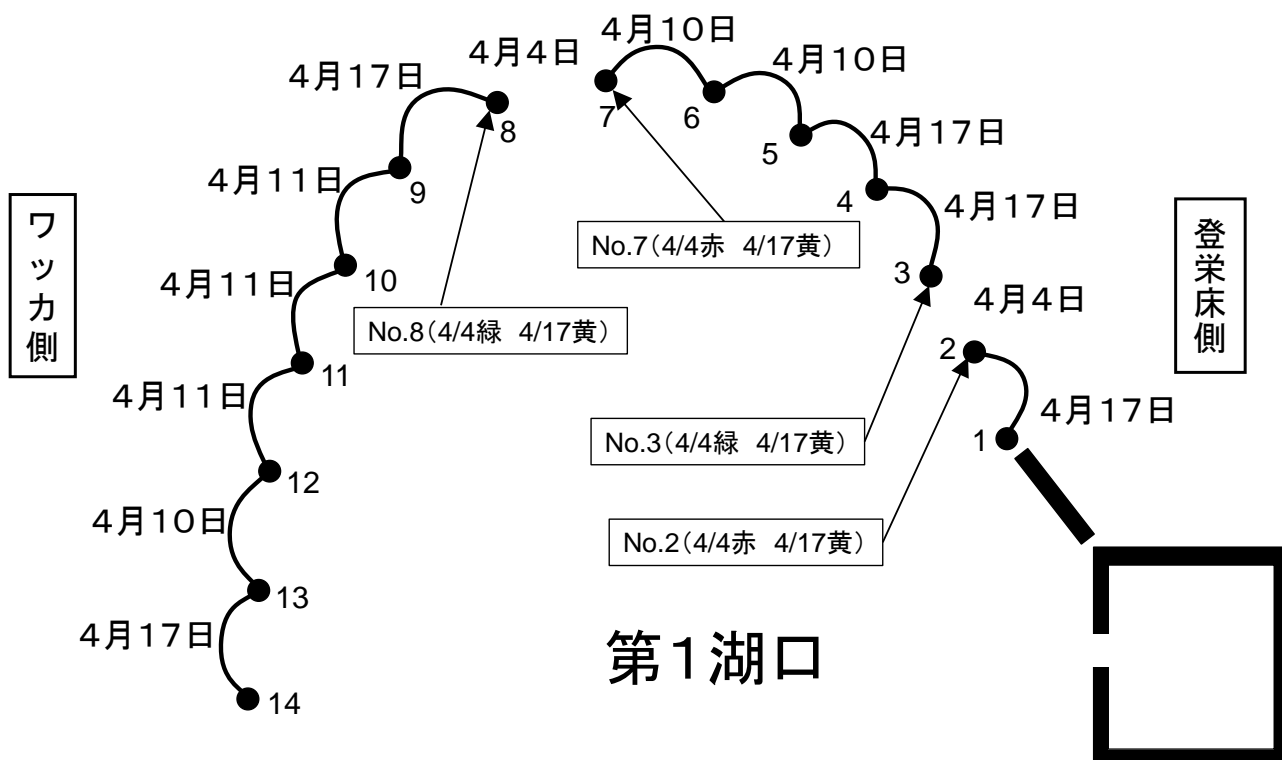 4月10日
4月4日
4月10日
4月17日
7
6
8
5
4月17日
9
4月11日
4
4月17日
ワッカ側
登栄床側
No.7(4/4赤 4/17黄)
10
3
4月11日
4月4日
No.8(4/4緑 4/17黄)
2
11
4月11日
4月17日
No.3(4/4緑 4/17黄)
1
12
4月10日
No.2(4/4赤 4/17黄)
13
4月17日
第1湖口
14